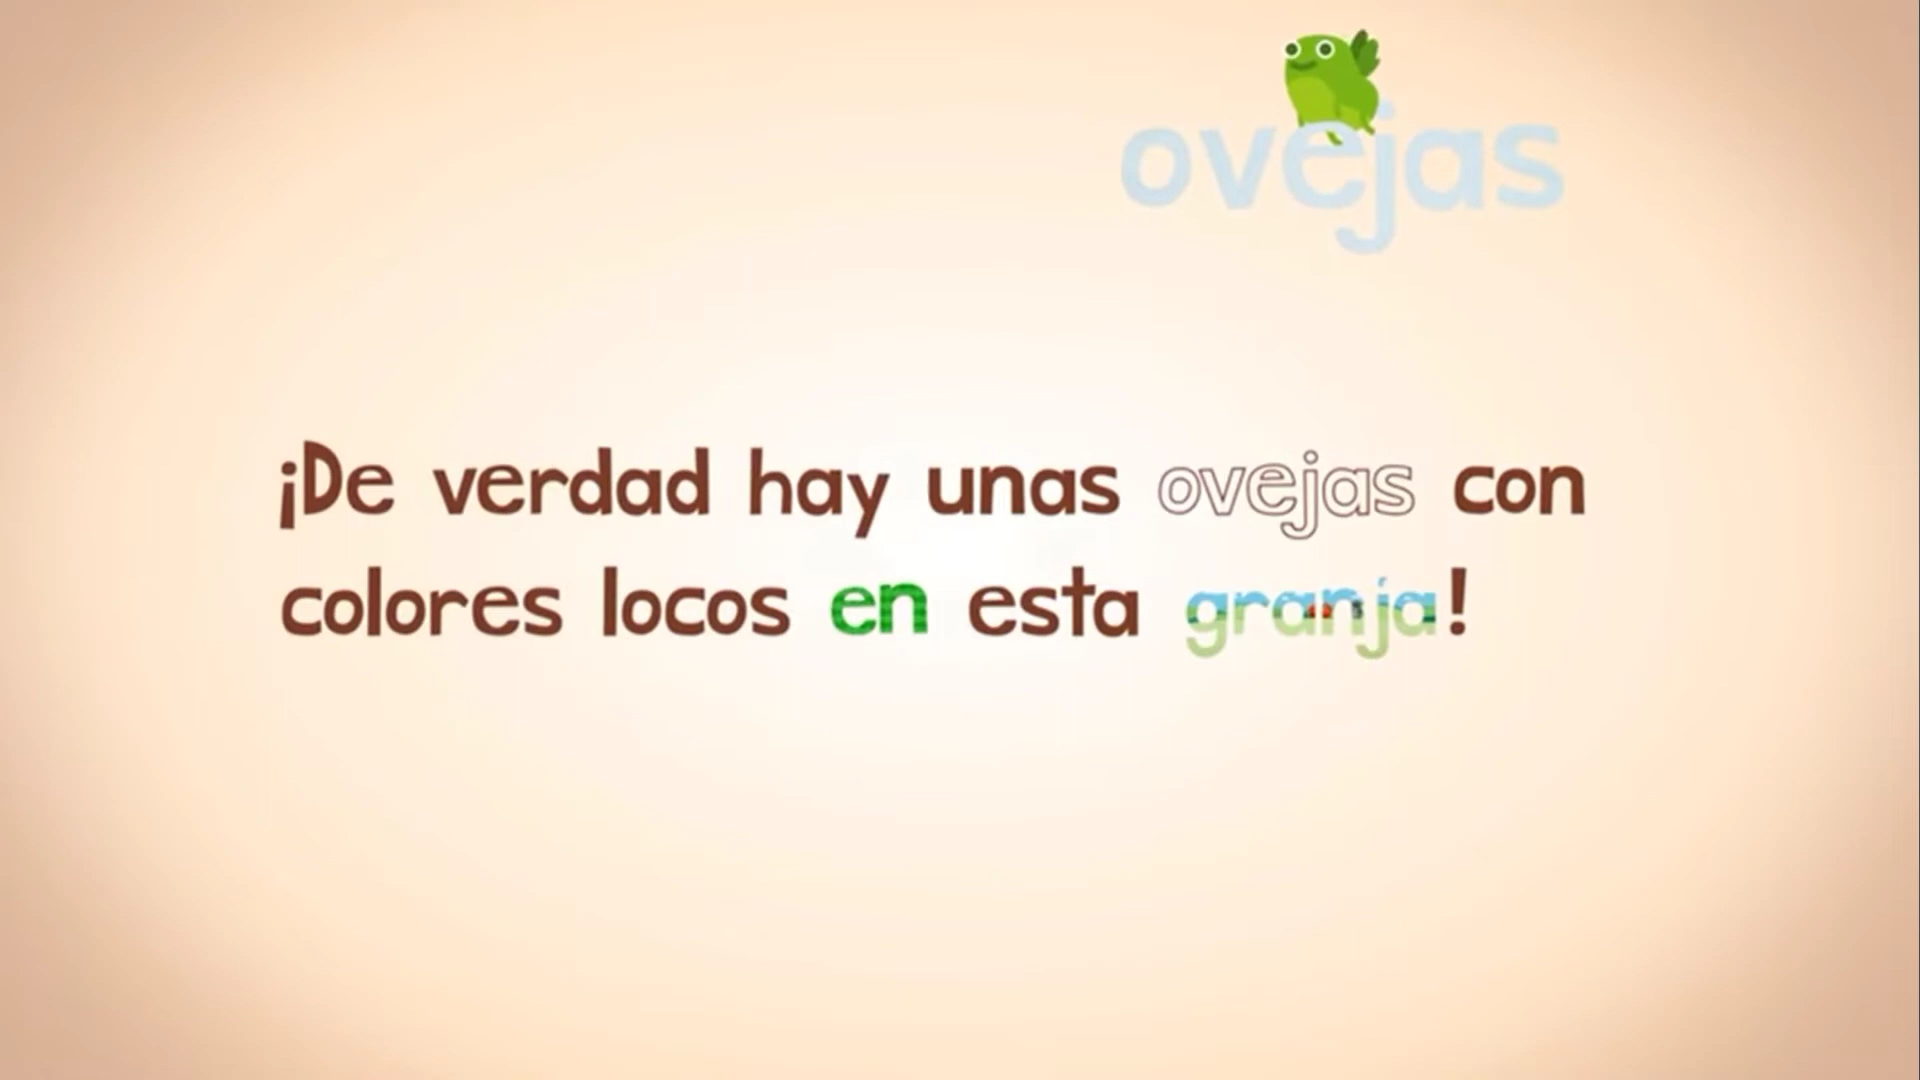 ovejas
¡De verdad hay unas ovejas con
colores locos en esta granja!